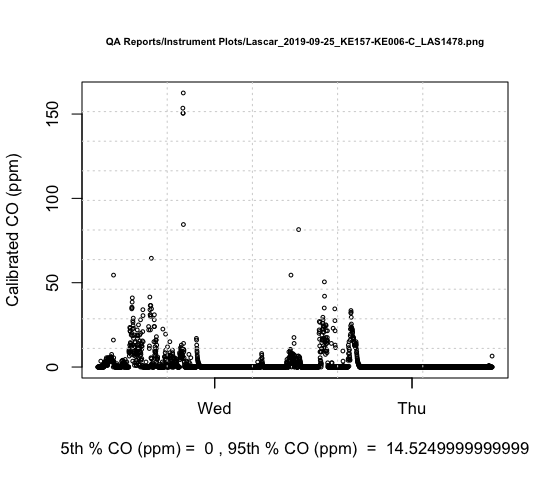 QA Reports/Instrument Plots/Lascar_2019-09-25_KE157-KE006-C_LAS1478.png
150
100
50
0
Calibrated CO (ppm)
Wed Thu
5th % CO (ppm) = 0 , 95th % CO (ppm) = 14.5249999999999